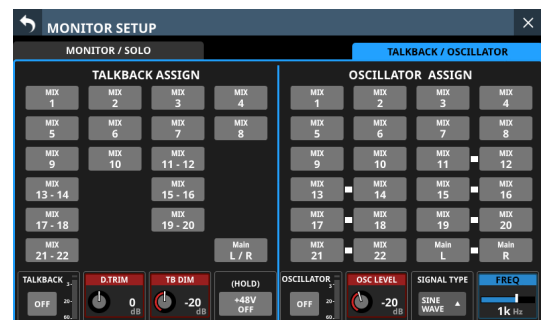 MONITOR SETUP
MONITOR / SOLO
TALKBACK / OSCILLATOR
TALKBACK ASSIGN
MIX 1 MIX 2 MIX 3 MIX 4
MIX 5 MIX 6 MIX 7 MIX 8
MIX 9 MIX 10 MIX 11 - 12
MIX 13 - 14 MIX 15 - 16
MIX 17 - 18 MIX 19 - 20
MIX 21 - 22 Main L / R
OSCILLATOR ASSIGN
MIX 1 MIX 2 MIX 3 MIX 4
MIX 5 MIX 6 MIX 7 MIX 8
MIX 9 MIX 10 MIX 11 MIX 12
MIX 13 MIX 14 MIX 15 MIX 16
MIX 17 MIX 18 MIX 19 MIX 20
MIX 21 MIX 22 Main L Main R
TALKBACK
OFF
20-
60-
D.TRIM
0 dB
TB DIM
-20 dB
(HOLD)
+48V
OFF
OSCILLATOR
OFF
20-
60-
OSC LEVEL
-20 dB
SIGNAL TYPE
SINE
WAVE
FREQ
1k Hz